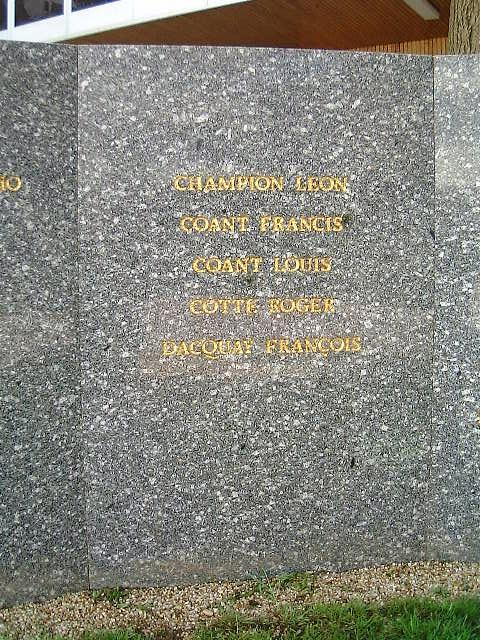 CHAMPION LEON
COANT FRANCIS
COANT LOUIS
COTTE ROGER
DACQUAY FRANÇOIS